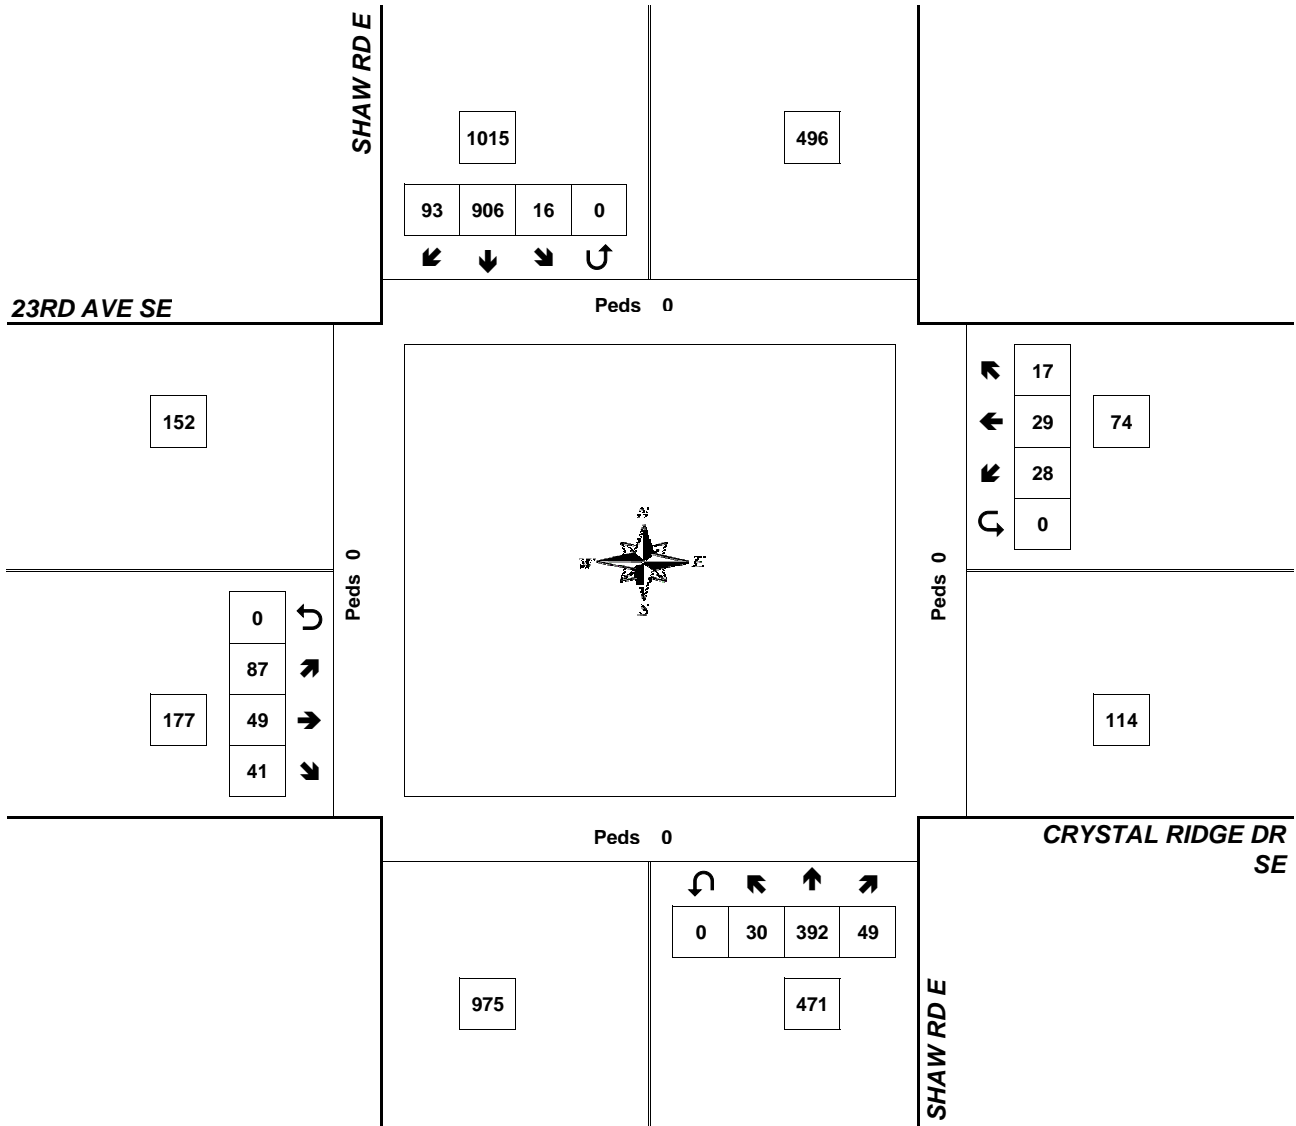 SHAW RD E
1015
496
93 906 16 0
Peds 0
23RD AVE SE
152
17
29
28
0
74
N
W E
S
Peds 0
Peds 0
0
87
49
41
177
114
Peds 0
CRYSTAL RIDGE DR
SE
0 30 392 49
975
471
SHAW RD E